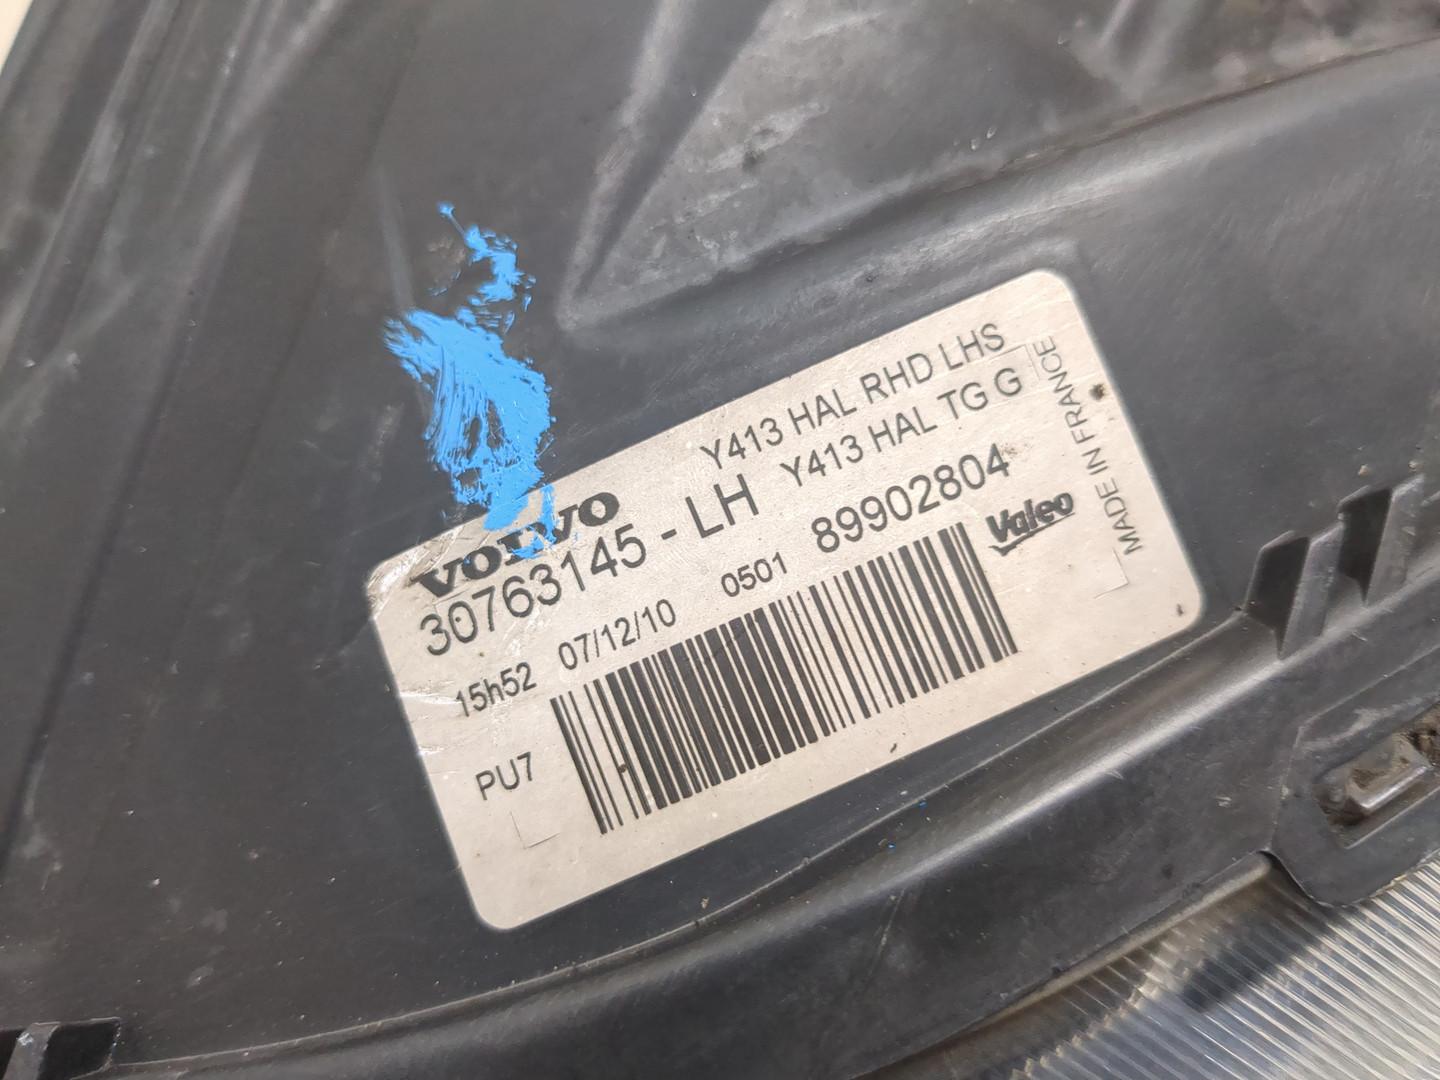 Y413 HAL RHD LHS
Y413 HAL TG G
VOLVO
30763145 - LH
15h52 07/12/10 0501 89902804
Valeo
MADE IN FRANCE
PU7